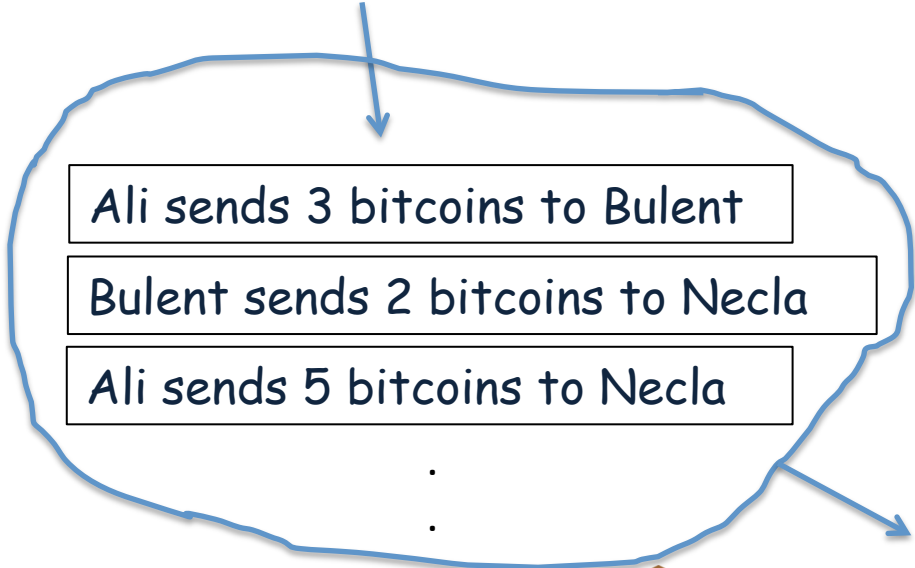 Ali sends 3 bitcoins to Bulent
Bulent sends 2 bitcoins to Necla
Ali sends 5 bitcoins to Necla
.
.